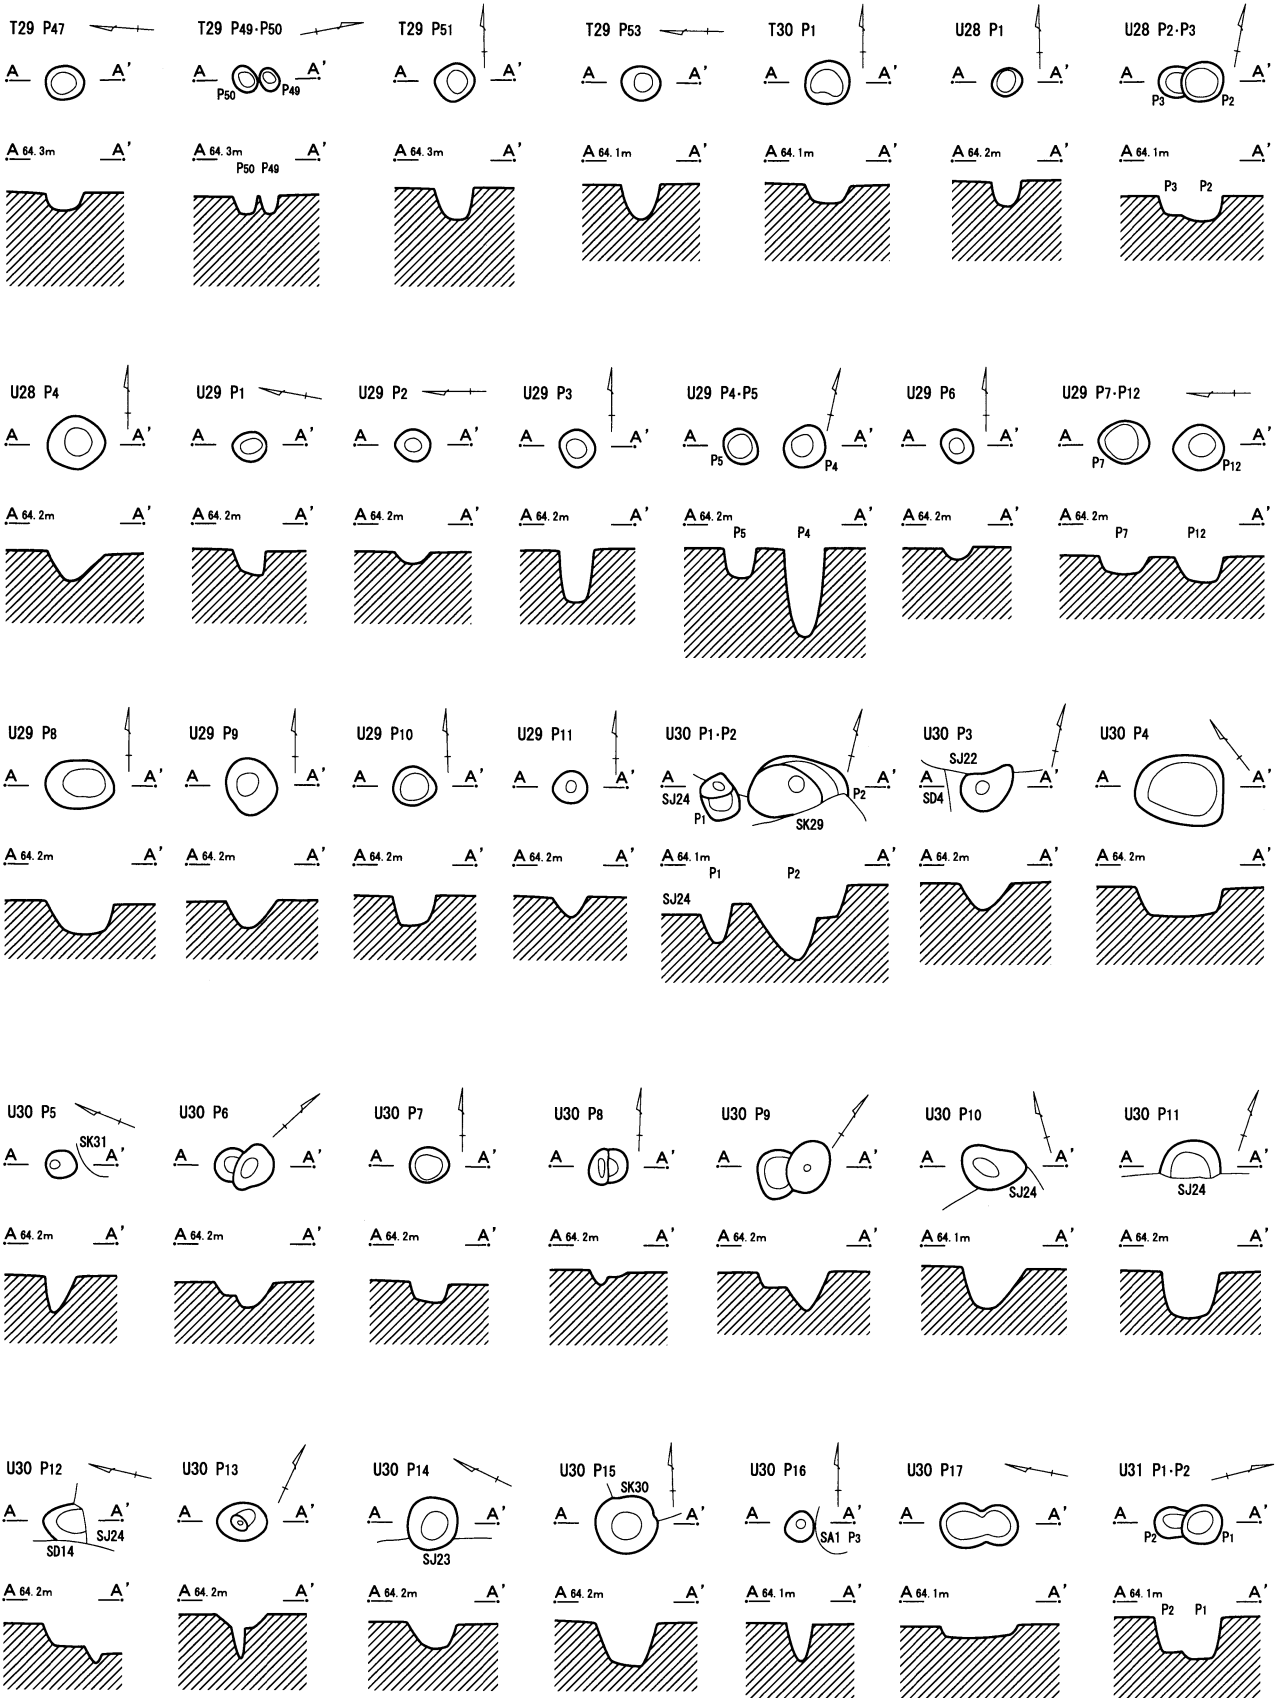 T29 P47
T29 P49·P50
T29 P51
T29 P53
T30 P1
U28 P1
U28 P2·P3
A A' A A' A A' A A' A A' A A' A A'
P50 P49 P3 P2
A 64.3m A' A 64.3m A' A 64.3m A' A 64.1m A' A 64.1m A' A 64.2m A' A 64.1m A'
P50 P49 P3 P2
U28 P4
U29 P1
U29 P2
U29 P3
U29 P4·P5
U29 P6
U29 P7·P12
A A' A A' A A' A A' A A' A A' A A'
P5 P4 P7 P12
A 64.2m A' A 64.2m A' A 64.2m A' A 64.2m A' A 64.2m A' A 64.2m A' A 64.2m A'
P5 P4 P7 P12
U29 P8
U29 P9
U29 P10
U29 P11
U30 P1·P2
U30 P3
U30 P4
SJ22
A A' A A' A A' A A' A A' A A' A A'
SJ24 P2 SD4
P1 SK29
A 64.2m A' A 64.2m A' A 64.2m A' A 64.2m A' A 64.1m A' A 64.2m A' A 64.2m A'
P1 P2
SJ24
U30 P5
U30 P6
U30 P7
U30 P8
U30 P9
U30 P10
U30 P11
SK31
A A' A A' A A' A A' A A' A A' A A'
SJ24 SJ24
A 64.2m A' A 64.2m A' A 64.2m A' A 64.2m A' A 64.2m A' A 64.1m A' A 64.2m A'
U30 P12
U30 P13
U30 P14
U30 P15
U30 P16
U30 P17
U31 P1·P2
SK30
A A' A A' A A' A A' A A' A A' A A'
SJ24 SA1 P3 P2 P1
SD14 SJ23
A 64.2m A' A 64.2m A' A 64.2m A' A 64.2m A' A 64.1m A' A 64.1m A' A 64.1m A'
P2 P1